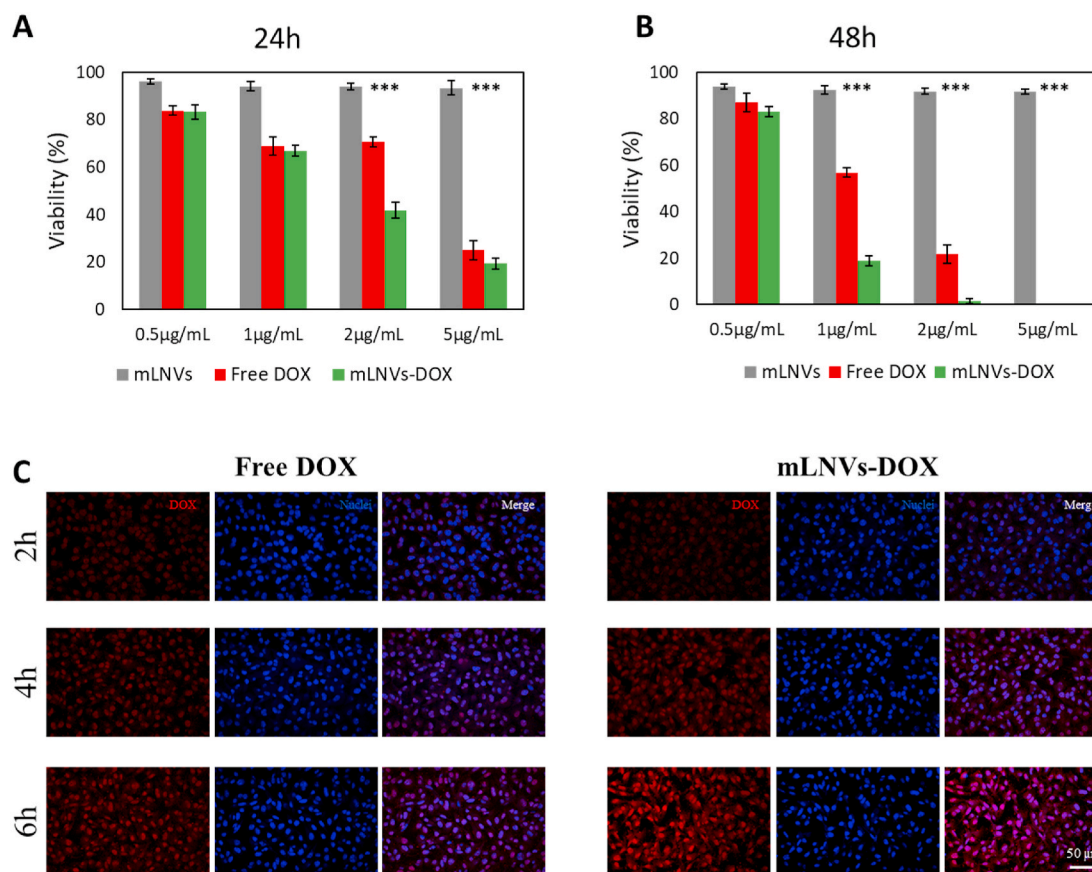 A
24h
Viability (%)
100
80
60
40
20
0
*** ***
0.5µg/mL 1µg/mL 2µg/mL 5µg/mL
mLNVs Free DOX mLNVs-DOX
B
48h
Viability (%)
100
80
60
40
20
0
*** *** ***
0.5µg/mL 1µg/mL 2µg/mL 5µg/mL
mLNVs Free DOX mLNVs-DOX
C
Free DOX mLNVs-DOX
2h
DOX Nuclei Merge DOX Nuclei Merg
4h
6h
50 µ